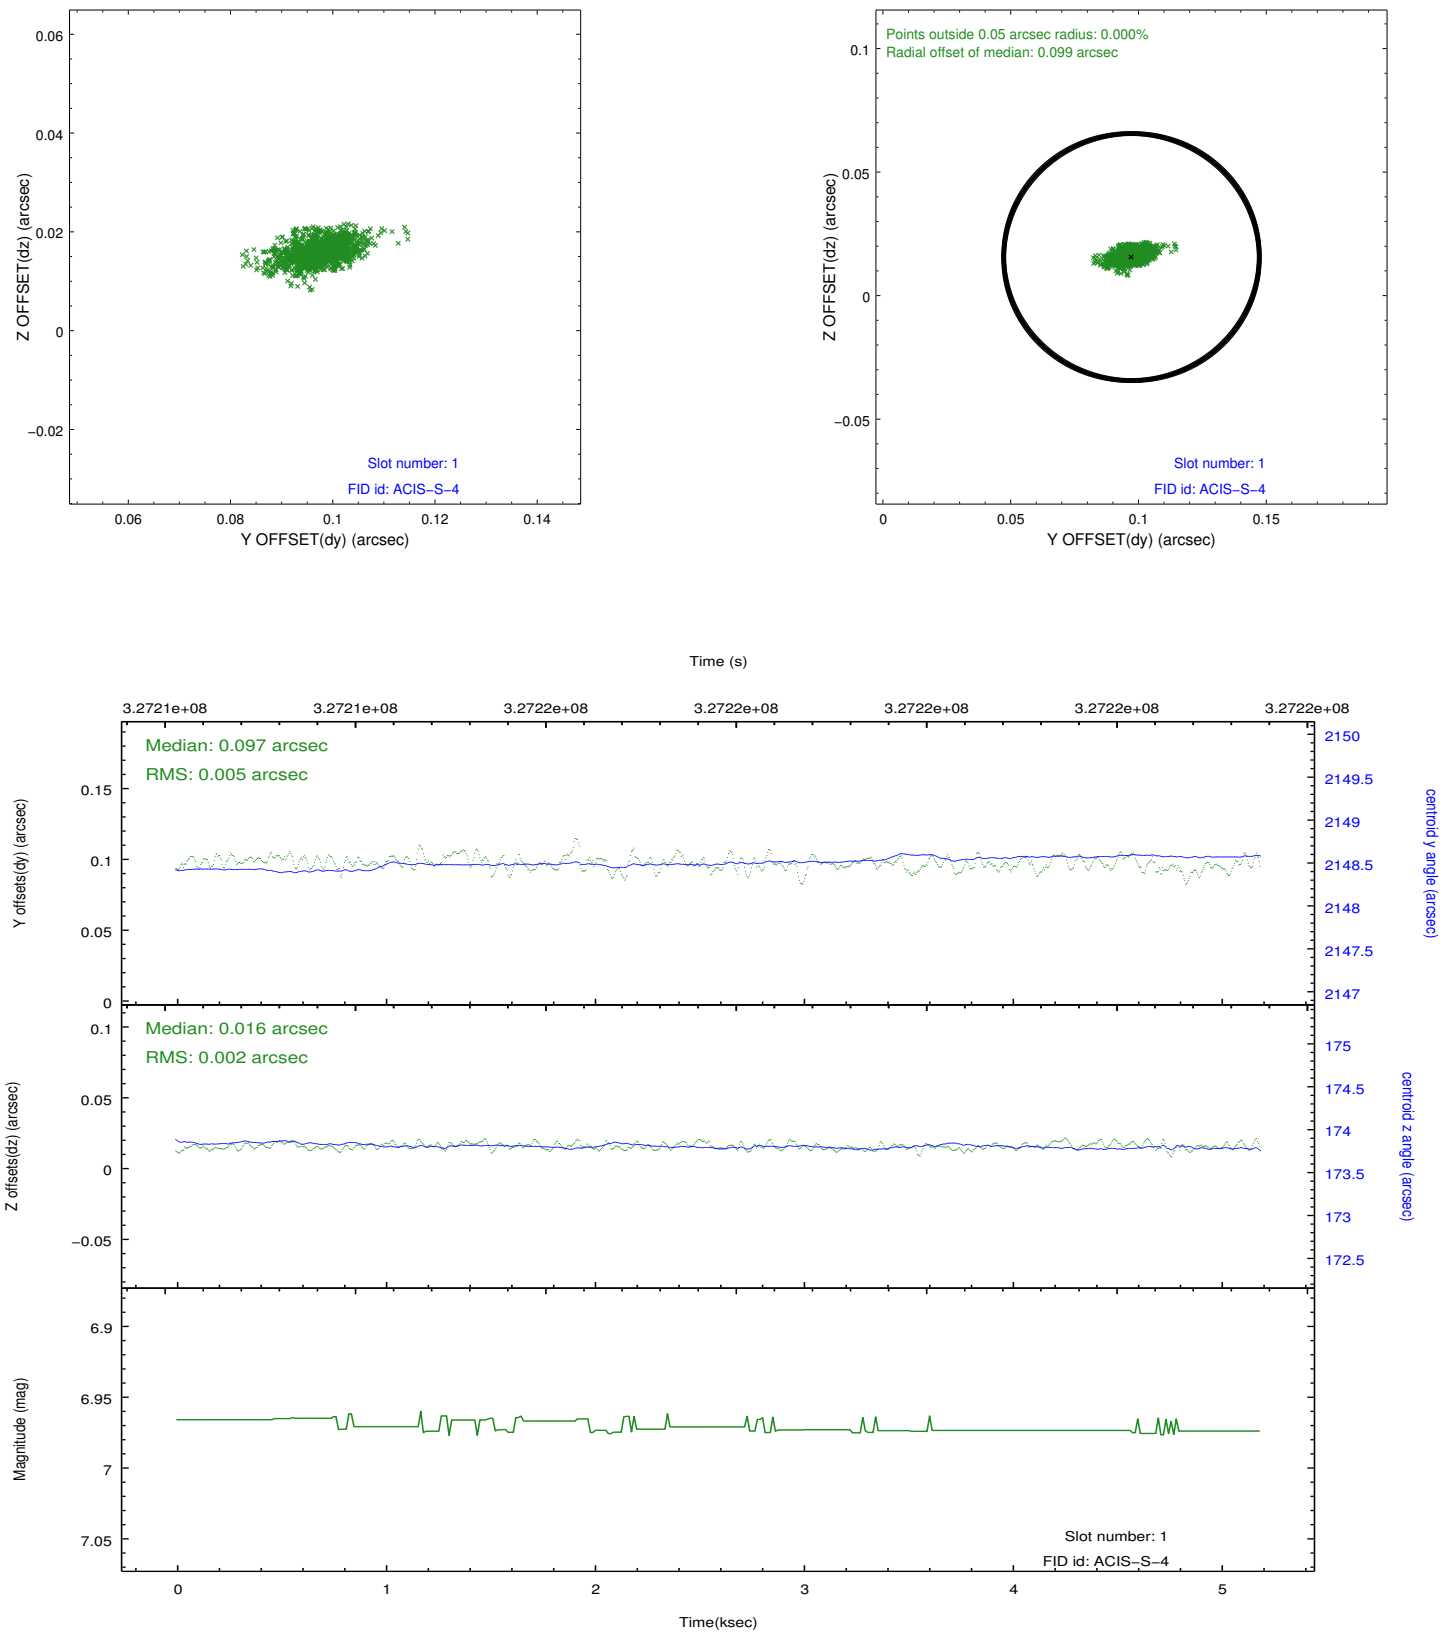 0.06
0.04
0.02
0
−0.02
0.06
0.08
0.1
0.12
0.14
Z OFFSET(dz) (arcsec)
Y OFFSET(dy) (arcsec)
Slot number: 1
FID id: ACIS−S−4
Points outside 0.05 arcsec radius: 0.000%
Radial offset of median: 0.099 arcsec
0.1
0.05
0
−0.05
0
0.05
0.1
0.15
Z OFFSET(dz) (arcsec)
Y OFFSET(dy) (arcsec)
Slot number: 1
FID id: ACIS−S−4
Time (s)
3.2721e+08
3.2721e+08
3.2722e+08
3.2722e+08
3.2722e+08
3.2722e+08
3.2722e+08
Median: 0.097 arcsec
RMS: 0.005 arcsec
Y offsets(dy) (arcsec)
0.15
0.1
0.05
0
2150
2149.5
2149
2148.5
2148
2147.5
2147
centroid y angle (arcsec)
Median: 0.016 arcsec
RMS: 0.002 arcsec
Z offsets(dz) (arcsec)
0.1
0.05
0
−0.05
175
174.5
174
173.5
173
172.5
centroid z angle (arcsec)
Magnitude (mag)
6.9
6.95
7
7.05
Slot number: 1
FID id: ACIS−S−4
0
1
2
3
4
5
Time(ksec)